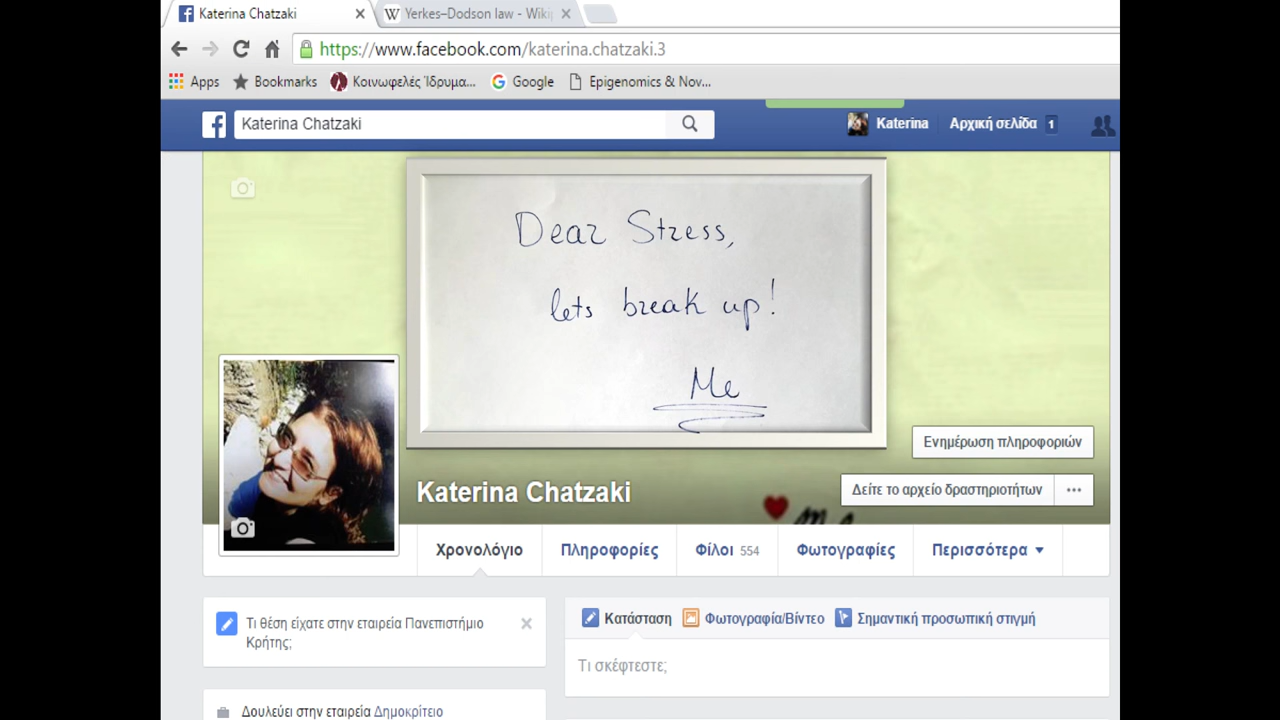 Katerina Chatzaki
Yerkes–Dodson law - Wiki
https://www.facebook.com/katerina.chatzaki.3
Apps Bookmarks Κοινωφελές Ίδρυμα... Google Epigenomics & Nov...
Katerina Chatzaki Katerina Αρχική σελίδα 1
Dear Stress,
lets break up!
Me
Ενημέρωση πληροφοριών
Katerina Chatzaki
Δείτε το αρχείο δραστηριοτήτων ...
Χρονολόγιο Πληροφορίες Φίλοι 554 Φωτογραφίες Περισσότερα
Τι θέση είχατε στην εταιρεία Πανεπιστήμιο
Κρήτης;
Κατάσταση Φωτογραφία/Βίντεο Σημαντική προσωπική στιγμή
Τι σκέφτεστε;
Δουλεύει στην εταιρεία Δημοκρίτειο